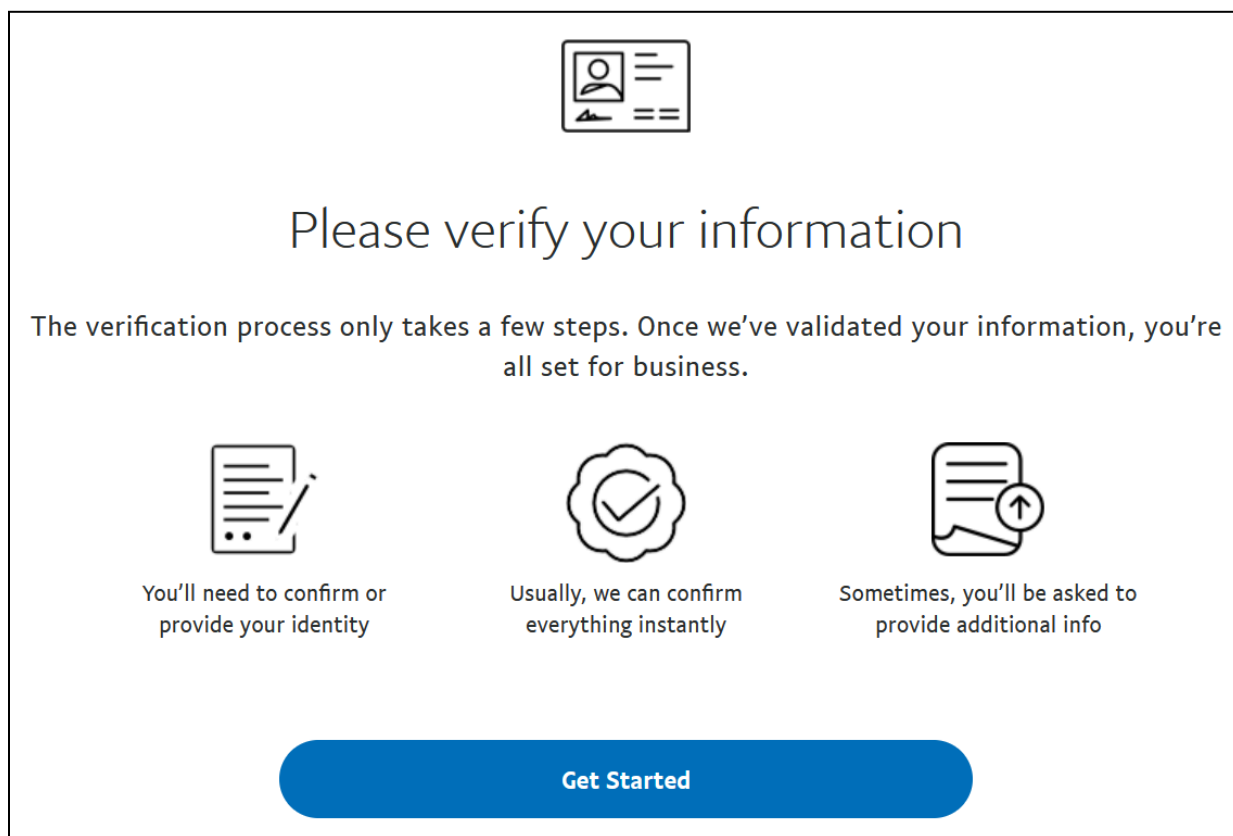 Please verify your information
The verification process only takes a few steps. Once we’ve validated your information, you’re
all set for business.
You’ll need to confirm or
provide your identity
Usually, we can confirm
everything instantly
Sometimes, you’ll be asked to
provide additional info
Get Started